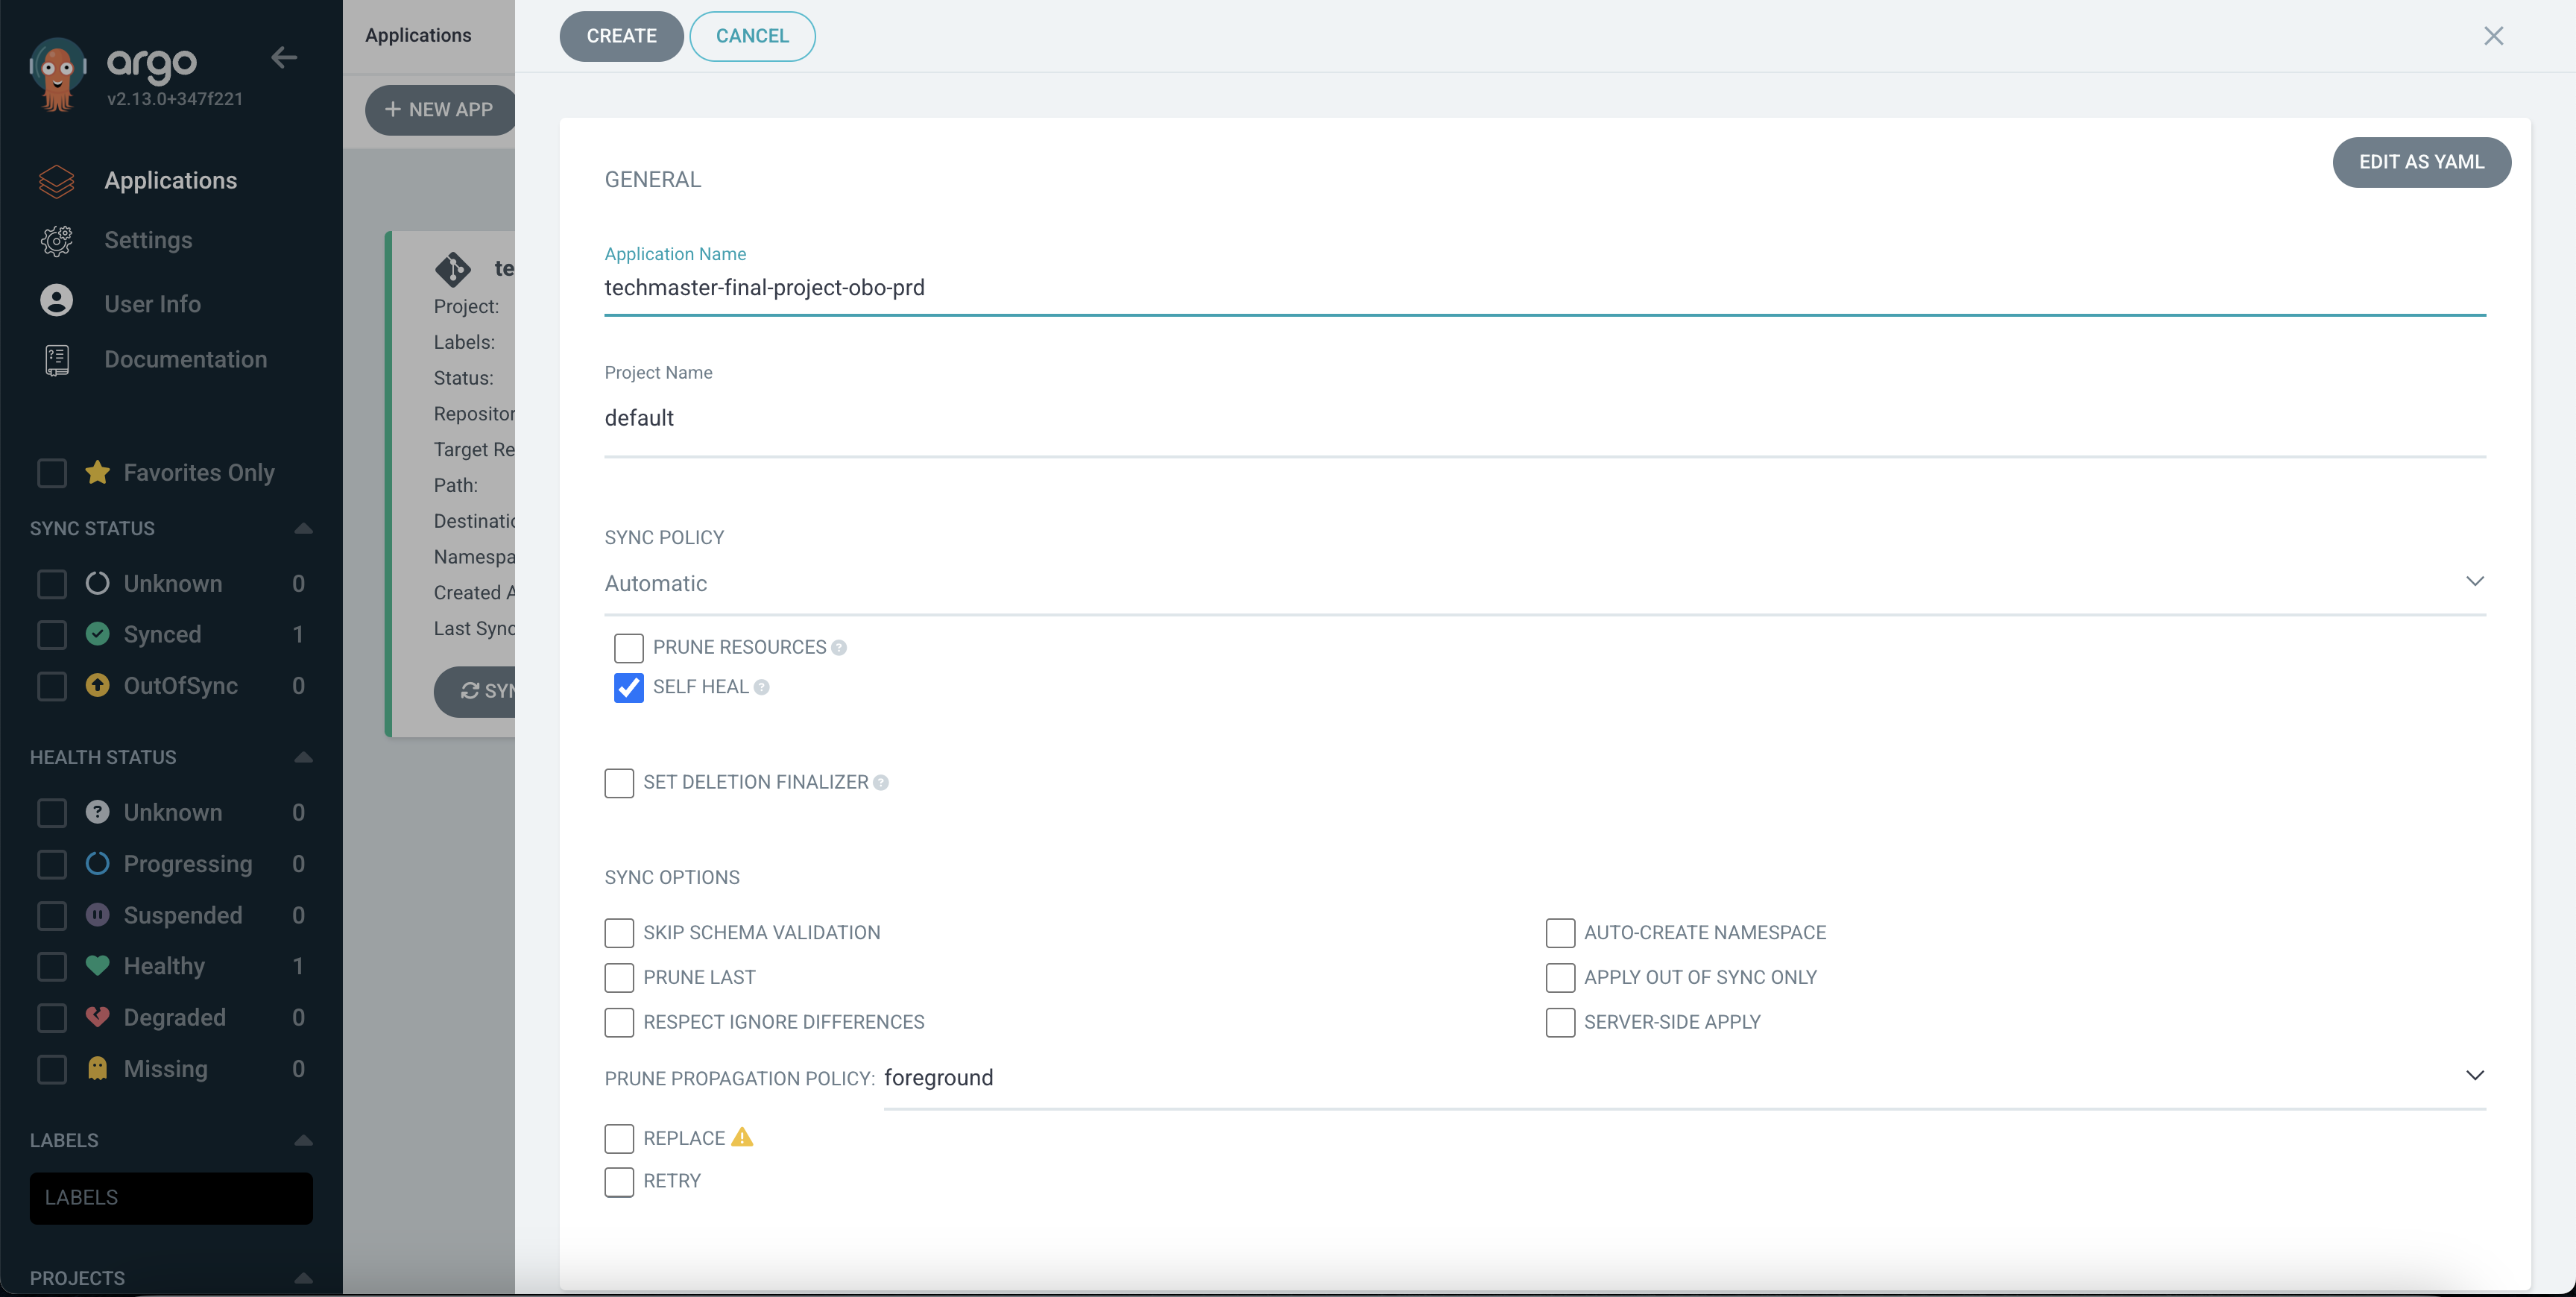 argo
v2.13.0+347f221
Applications
Settings
User Info
Documentation
Favorites Only
SYNC STATUS
Unknown 0
Synced 1
OutOfSync 0
HEALTH STATUS
Unknown 0
Progressing 0
Suspended 0
Healthy 1
Degraded 0
Missing 0
LABELS
LABELS
PROJECTS
Applications
+ NEW APP
te
Project:
Labels:
Status:
Repositor
Target Re
Path:
Destinatio
Namespa
Created A
Last Sync
SYN
CREATE
CANCEL
GENERAL
EDIT AS YAML
Application Name
techmaster-final-project-obo-prd
Project Name
default
SYNC POLICY
Automatic
PRUNE RESOURCES ?
SELF HEAL ?
SET DELETION FINALIZER ?
SYNC OPTIONS
SKIP SCHEMA VALIDATION
AUTO-CREATE NAMESPACE
PRUNE LAST
APPLY OUT OF SYNC ONLY
RESPECT IGNORE DIFFERENCES
SERVER-SIDE APPLY
PRUNE PROPAGATION POLICY: foreground
REPLACE
RETRY